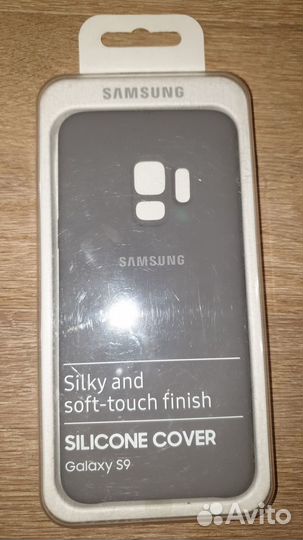 SAMSUNG
SAMSUNG
Silky and
soft-touch finish
SILICONE COVER
Galaxy S9
Avito